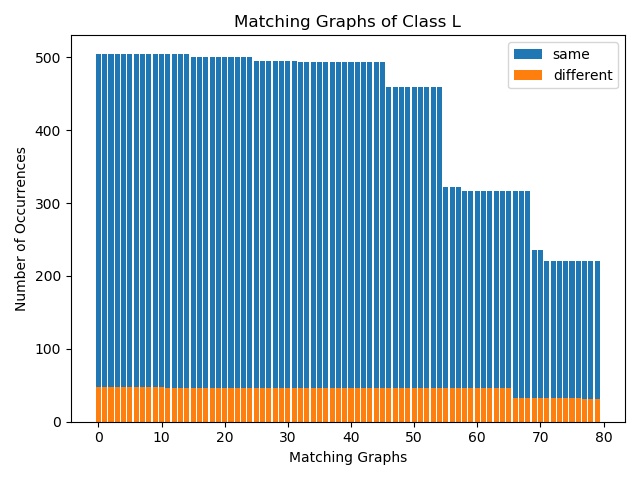 Matching Graphs of Class L
same
different
Number of Occurrences
500
400
300
200
100
0
0 10 20 30 40 50 60 70 80
Matching Graphs